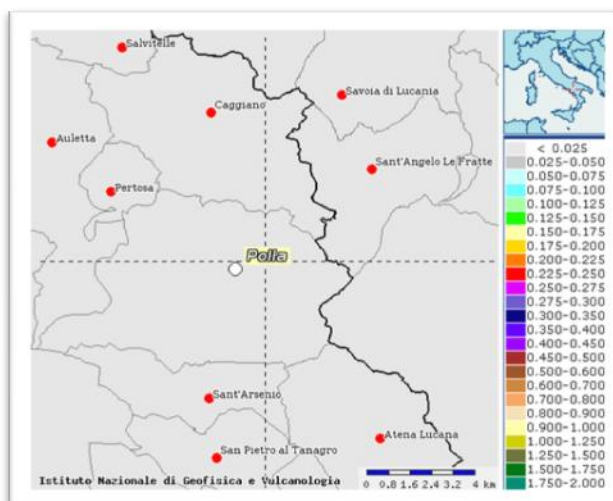 Salvitelle
Savoia di Lucania
Caggiano
Auletta
Sant'Angelo Le Fratte
Pertosa
Polla
Sant'Arsenio
Atena Lucana
San Pietro al Tanagro
Istituto Nazionale di Geofisica e Vulcanologia
0 0.8 1.6 2.4 3.2 4 km
< 0.025
0.025-0.050
0.050-0.075
0.075-0.100
0.100-0.125
0.125-0.150
0.150-0.175
0.175-0.200
0.200-0.225
0.225-0.250
0.250-0.275
0.275-0.300
0.300-0.350
0.350-0.400
0.400-0.450
0.450-0.500
0.500-0.600
0.600-0.700
0.700-0.800
0.800-0.900
0.900-1.000
1.000-1.250
1.250-1.500
1.500-1.750
1.750-2.000